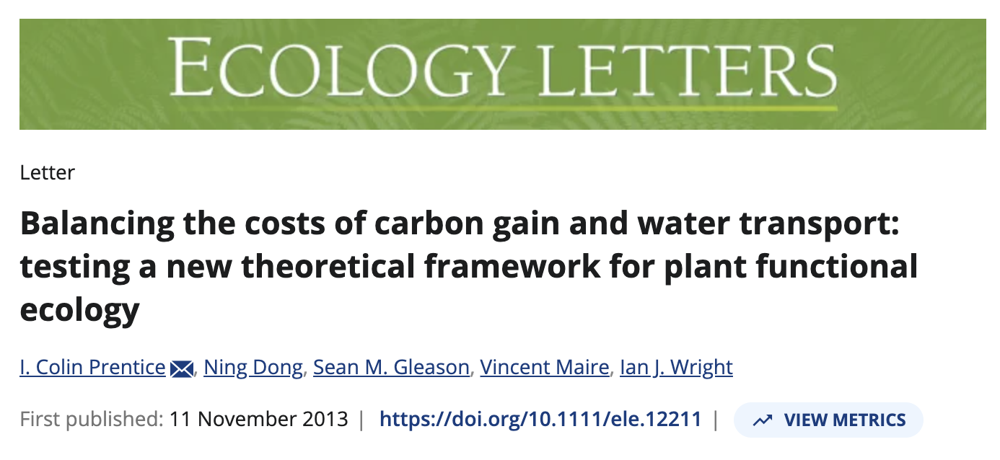 ECOLOGY LETTERS
Letter
Balancing the costs of carbon gain and water transport:
testing a new theoretical framework for plant functional
ecology
I. Colin Prentice, Ning Dong, Sean M. Gleason, Vincent Maire, Ian J. Wright
First published: 11 November 2013 | https://doi.org/10.1111/ele.12211 | VIEW METRICS